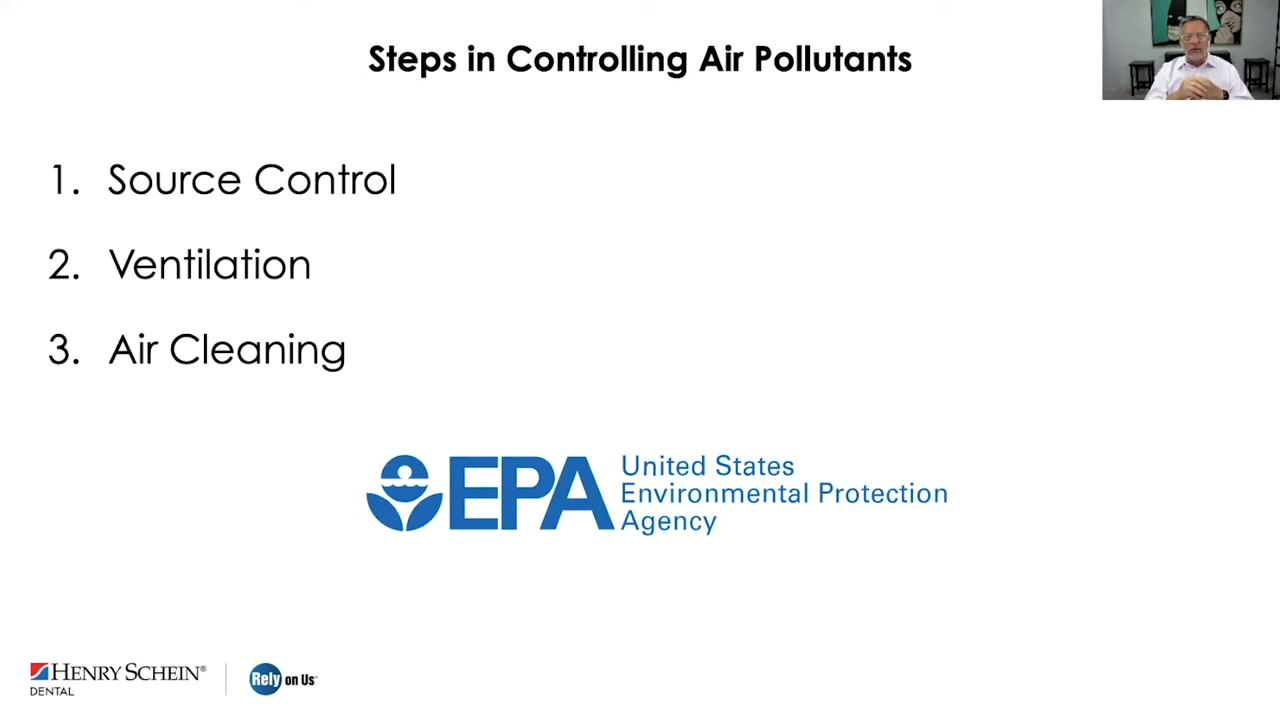 Steps in Controlling Air Pollutants
1. Source Control
2. Ventilation
3. Air Cleaning
EPA
United States
Environmental Protection
Agency
HENRY SCHEIN®
DENTAL
Rely on Us™